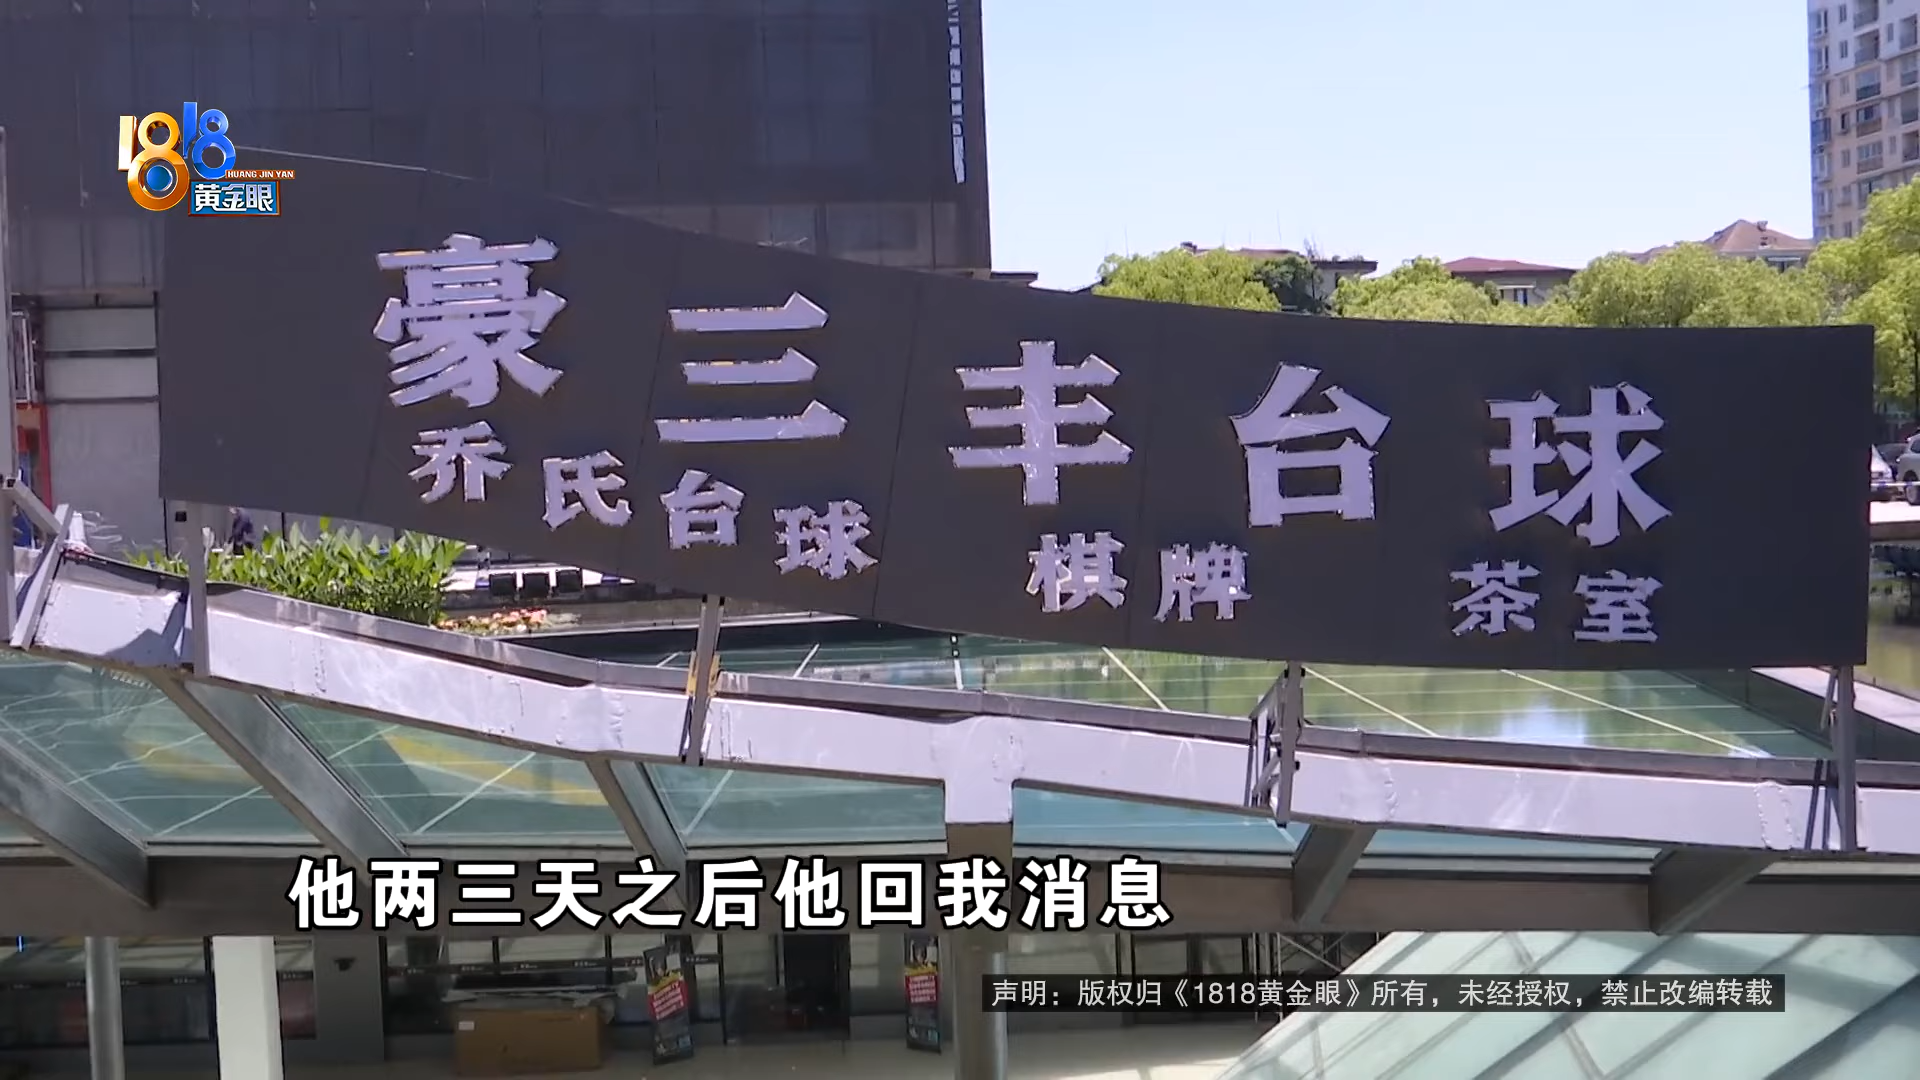 1818
HUANG JIN YAN
黄金眼
豪三丰台球
乔氏台球 棋牌 茶室
他两三天之后他回我消息
声明：版权归《1818黄金眼》所有，未经授权，禁止改编转载